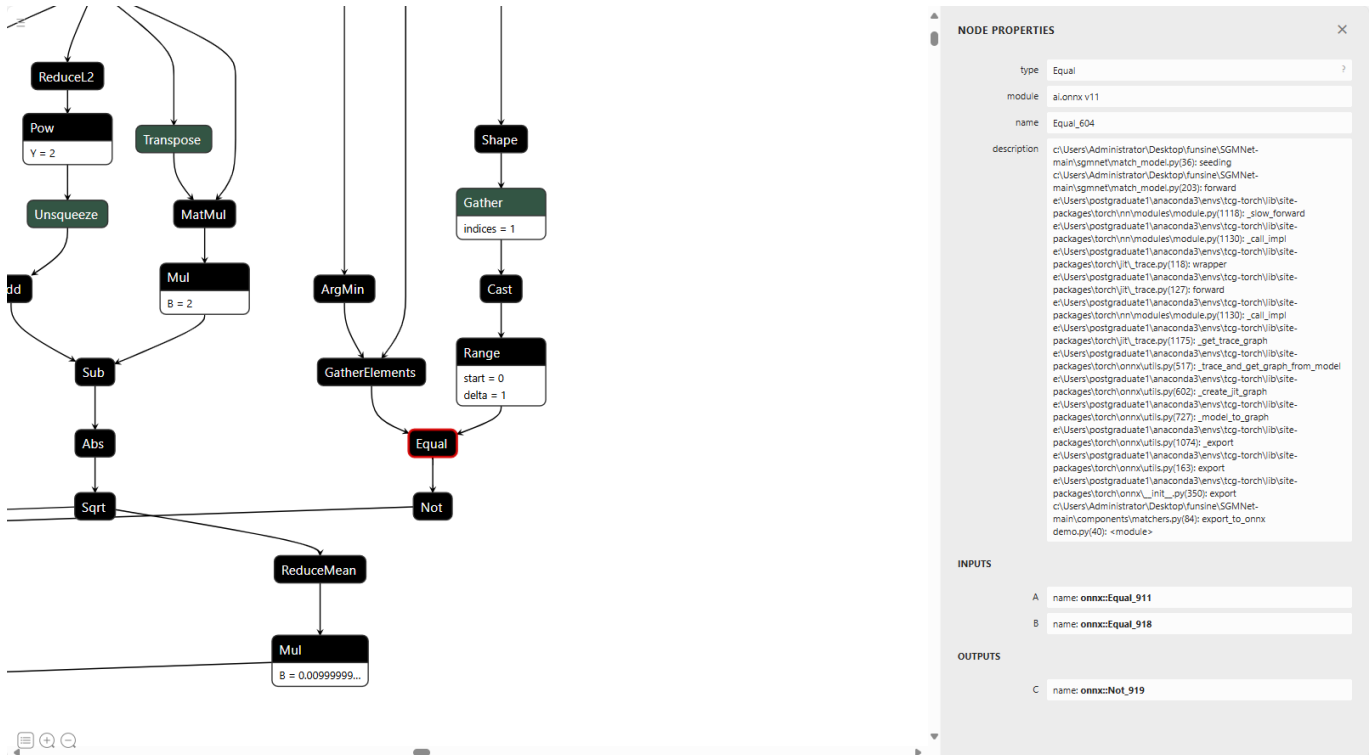 ReduceL2
Pow
Y = 2
Transpose
Shape
Unsqueeze
MatMul
Gather
indices = 1
dd
Mul
B = 2
ArgMin
Cast
Sub
GatherElements
Range
start = 0
delta = 1
Abs
Equal
Sqrt
Not
ReduceMean
Mul
B = 0.00999999...
NODE PROPERTIES
type
Equal
?
module
ai.onnx v11
name
Equal_604
description
c:\Users\Administrator\Desktop\funsine\SGMNet-
main\sgmnet\match_model.py(36): seeding
c:\Users\Administrator\Desktop\funsine\SGMNet-
main\sgmnet\match_model.py(203): forward
e:\Users\postgraduate1\anaconda3\envs\tcg-torch\lib\site-
packages\torch\nn\modules\module.py(1118): _slow_forward
e:\Users\postgraduate1\anaconda3\envs\tcg-torch\lib\site-
packages\torch\nn\modules\module.py(1130): _call_impl
e:\Users\postgraduate1\anaconda3\envs\tcg-torch\lib\site-
packages\torch\jit\_trace.py(118): wrapper
e:\Users\postgraduate1\anaconda3\envs\tcg-torch\lib\site-
packages\torch\jit\_trace.py(127): forward
e:\Users\postgraduate1\anaconda3\envs\tcg-torch\lib\site-
packages\torch\nn\modules\module.py(1130): _call_impl
e:\Users\postgraduate1\anaconda3\envs\tcg-torch\lib\site-
packages\torch\jit\_trace.py(1175): _get_trace_graph
e:\Users\postgraduate1\anaconda3\envs\tcg-torch\lib\site-
packages\torch\onnx\utils.py(517): _trace_and_get_graph_from_model
e:\Users\postgraduate1\anaconda3\envs\tcg-torch\lib\site-
packages\torch\onnx\utils.py(602): _create_jit_graph
e:\Users\postgraduate1\anaconda3\envs\tcg-torch\lib\site-
packages\torch\onnx\utils.py(727): _model_to_graph
e:\Users\postgraduate1\anaconda3\envs\tcg-torch\lib\site-
packages\torch\onnx\utils.py(1074): _export
e:\Users\postgraduate1\anaconda3\envs\tcg-torch\lib\site-
packages\torch\onnx\utils.py(163): export
e:\Users\postgraduate1\anaconda3\envs\tcg-torch\lib\site-
packages\torch\onnx\__init__.py(350): export
c:\Users\Administrator\Desktop\funsine\SGMNet-
main\components\matchers.py(84): export_to_onnx
demo.py(40): <module>
INPUTS
A
name: onnx::Equal_911
B
name: onnx::Equal_918
OUTPUTS
C
name: onnx::Not_919